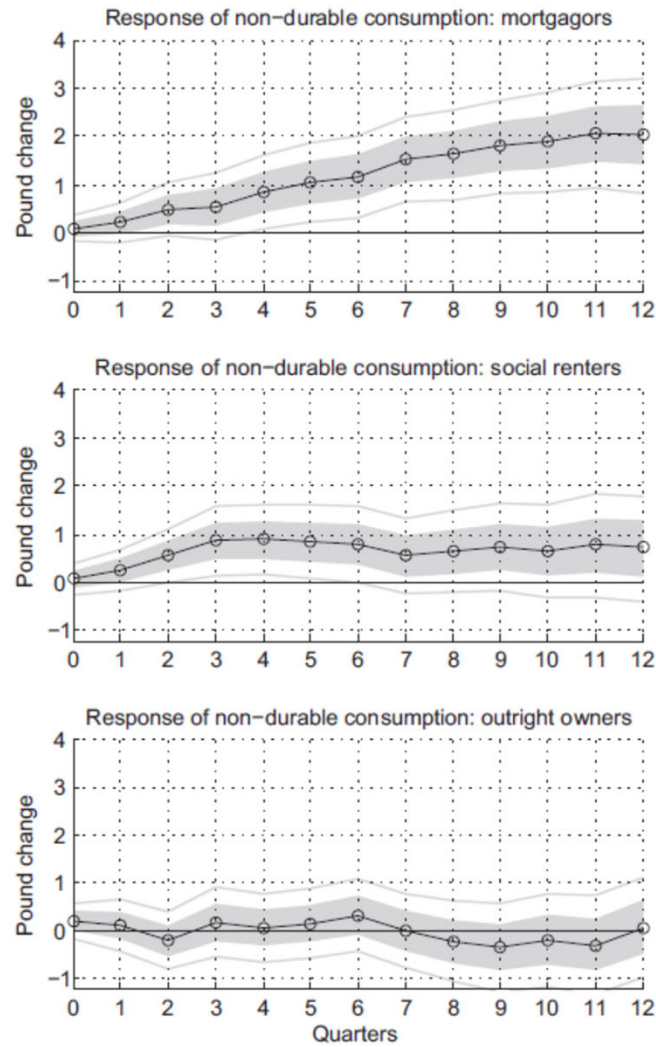 Response of non−durable consumption: mortgagors
Pound change
4
3
2
1
0
−1
0 1 2 3 4 5 6 7 8 9 10 11 12
Response of non−durable consumption: social renters
Pound change
4
3
2
1
0
−1
0 1 2 3 4 5 6 7 8 9 10 11 12
Response of non−durable consumption: outright owners
Pound change
4
3
2
1
0
−1
0 1 2 3 4 5 6 7 8 9 10 11 12
Quarters